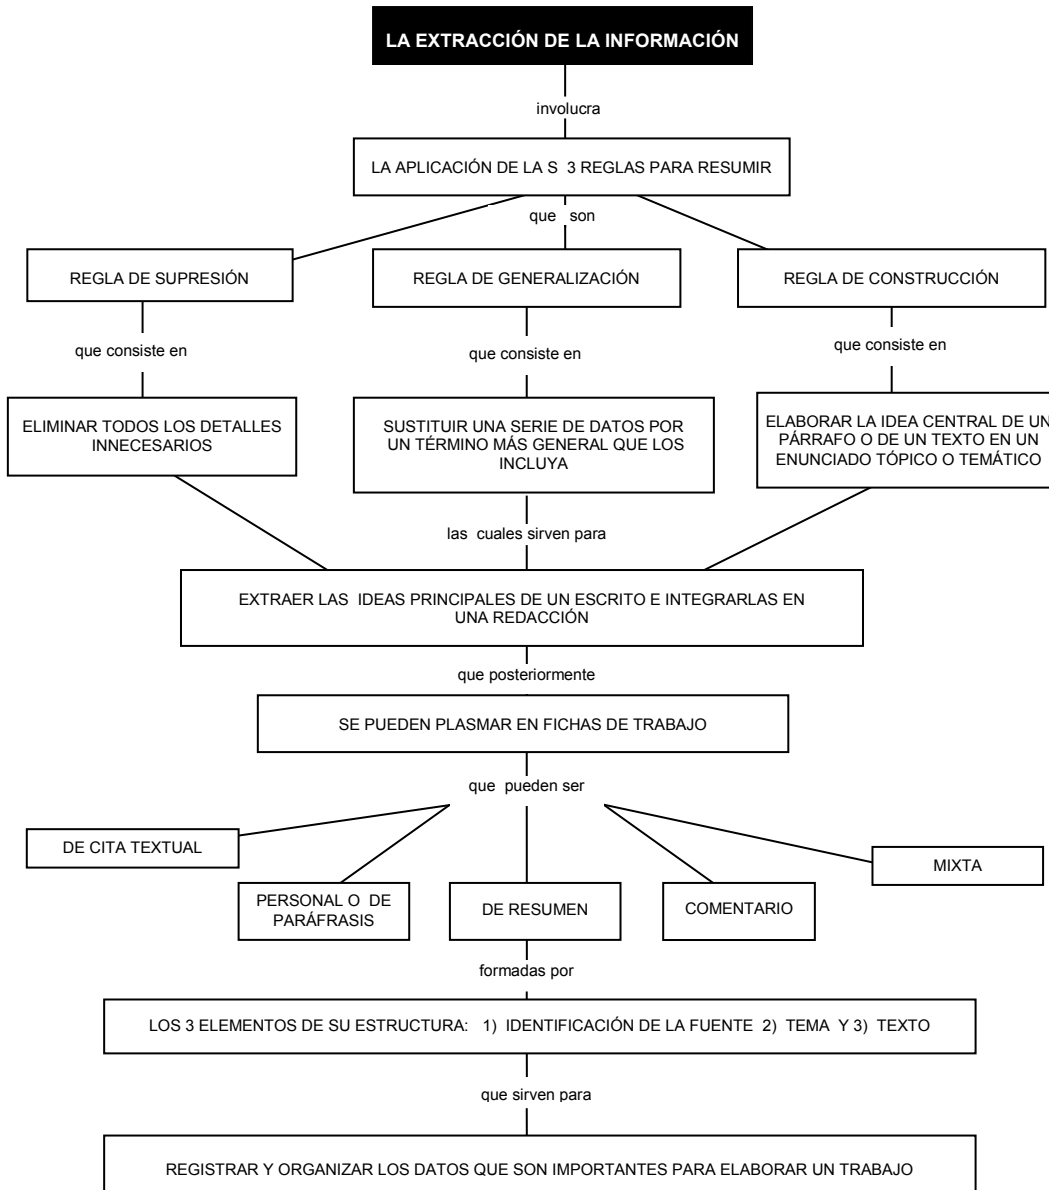 LA EXTRACCIÓN DE LA INFORMACIÓN
involucra
LA APLICACIÓN DE LA S 3 REGLAS PARA RESUMIR
que son
REGLA DE SUPRESIÓN
REGLA DE GENERALIZACIÓN
REGLA DE CONSTRUCCIÓN
que consiste en
que consiste en
que consiste en
ELIMINAR TODOS LOS DETALLES
INNECESARIOS
SUSTITUIR UNA SERIE DE DATOS POR
UN TÉRMINO MÁS GENERAL QUE LOS
INCLUYA
ELABORAR LA IDEA CENTRAL DE UN
PÁRRAFO O DE UN TEXTO EN UN
ENUNCIADO TÓPICO O TEMÁTICO
las cuales sirven para
EXTRAER LAS IDEAS PRINCIPALES DE UN ESCRITO E INTEGRARLAS EN
UNA REDACCIÓN
que posteriormente
SE PUEDEN PLASMAR EN FICHAS DE TRABAJO
que pueden ser
DE CITA TEXTUAL
PERSONAL O DE
PARÁFRASIS
DE RESUMEN
COMENTARIO
MIXTA
formadas por
LOS 3 ELEMENTOS DE SU ESTRUCTURA: 1) IDENTIFICACIÓN DE LA FUENTE 2) TEMA Y 3) TEXTO
que sirven para
REGISTRAR Y ORGANIZAR LOS DATOS QUE SON IMPORTANTES PARA ELABORAR UN TRABAJO